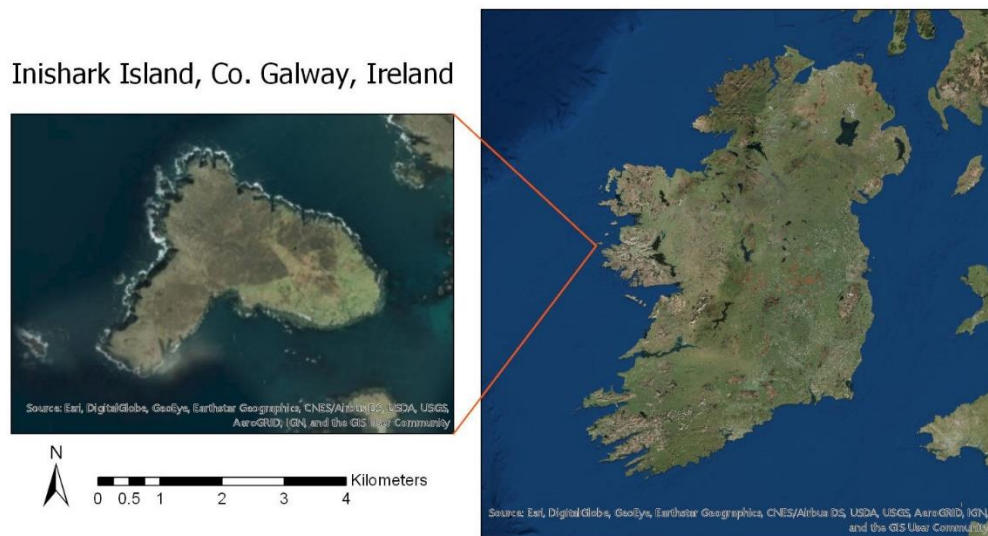 Inishark Island, Co. Galway, Ireland
Source: Esri, DigitalGlobe, GeoEye, Earthstar Geographics, CNES/Airbus DS, USDA, USGS,
AeroGRID, IGN, and the GIS User Community
N
Kilometers
0 0.5 1 2 3 4
Source: Esri, DigitalGlobe, GeoEye, Earthstar Geographics, CNES/Airbus DS, USDA, USGS, AeroGRID, IGN,
and the GIS User Community